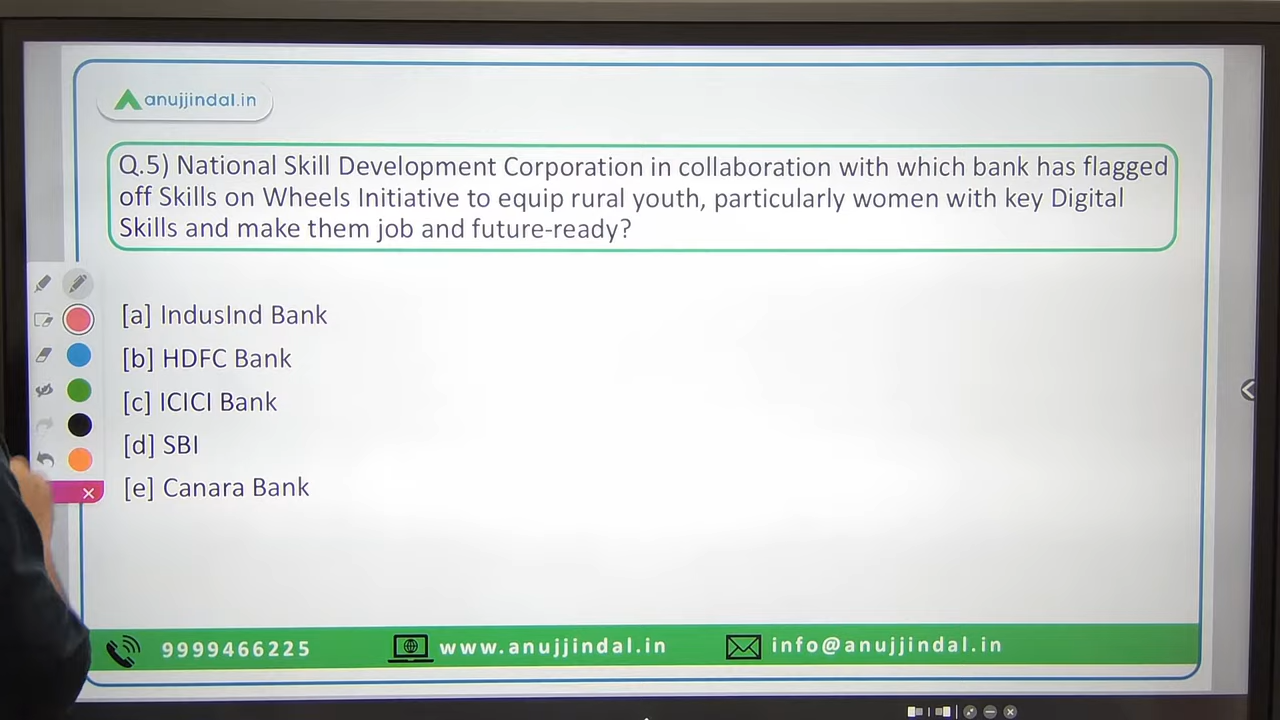 anujjindal.in
Q.5) National Skill Development Corporation in collaboration with which bank has flagged
off Skills on Wheels Initiative to equip rural youth, particularly women with key Digital
Skills and make them job and future-ready?
[a] IndusInd Bank
[b] HDFC Bank
[c] ICICI Bank
[d] SBI
[e] Canara Bank
9999466225 www.anujjindal.in info@anujjindal.in